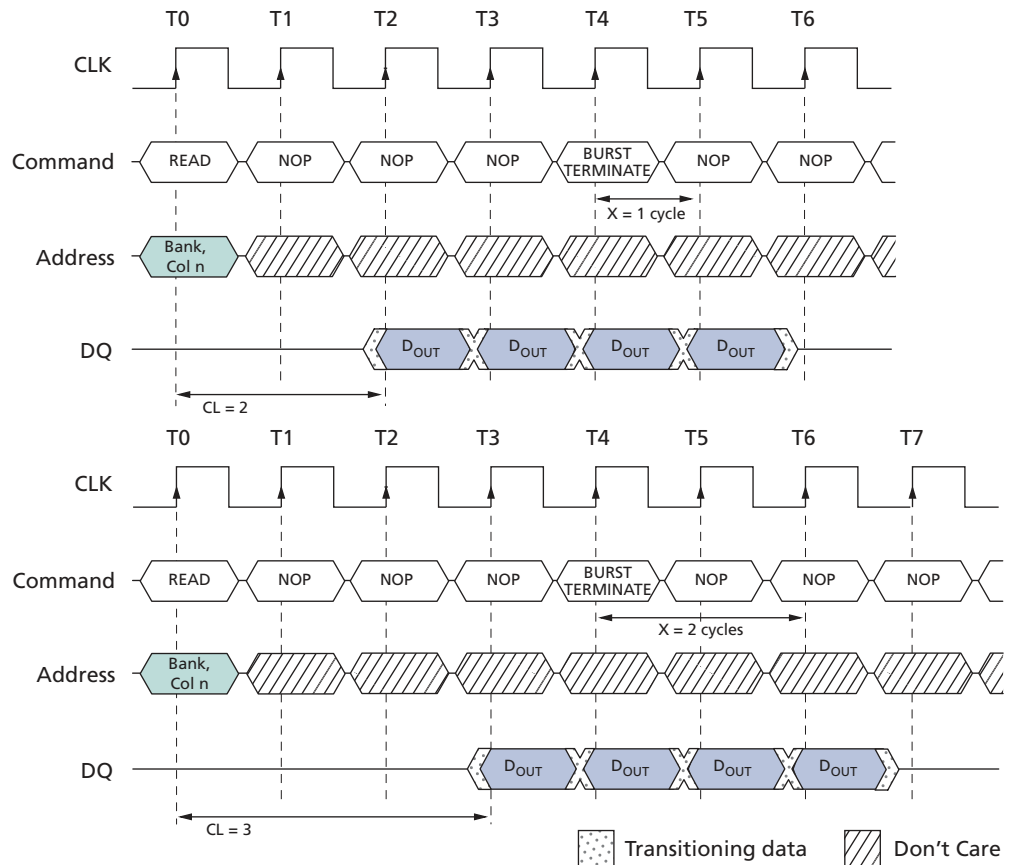 T0 T1 T2 T3 T4 T5 T6
CLK
Command READ NOP NOP NOP BURST TERMINATE NOP NOP
X = 1 cycle
Address Bank, Col n
DQ DOUT DOUT DOUT DOUT
CL = 2
T0 T1 T2 T3 T4 T5 T6 T7
CLK
Command READ NOP NOP NOP BURST TERMINATE NOP NOP NOP
X = 2 cycles
Address Bank, Col n
DQ DOUT DOUT DOUT DOUT
CL = 3
Transitioning data Don't Care